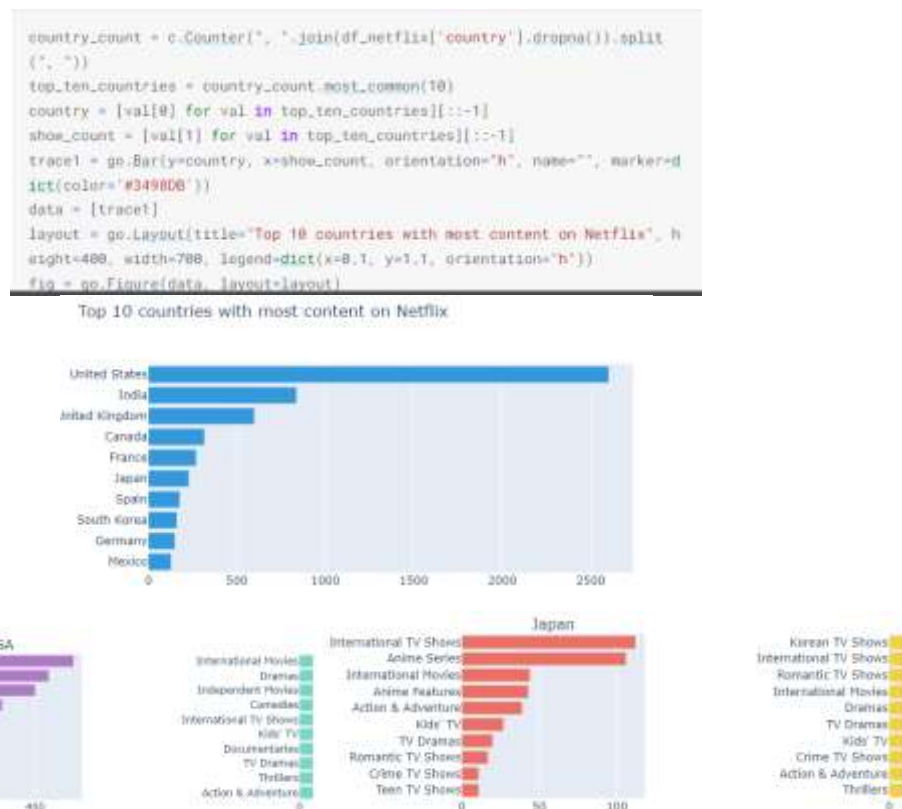 country_count = c.Counter(", ".join(df_netflix['country'].dropna()).split
(", "))
top_ten_countries = country_count.most_common(10)
country = [val[0] for val in top_ten_countries][::-1]
show_count = [val[1] for val in top_ten_countries][::-1]
trace1 = go.Bar(y=country, x=show_count, orientation="h", name="", marker=d
ict(color='#3498DB'))
data = [trace1]
layout = go.Layout(title="Top 10 countries with most content on Netflix", h
eight=400, width=700, legend=dict(x=0.1, y=1.1, orientation="h"))
fig = go.Figure(data, layout=layout)
Top 10 countries with most content on Netflix
United States
India
United Kingdom
Canada
France
Japan
Spain
South Korea
Germany
Mexico
0 500 1000 1500 2000 2500
SA
450
International Movies
Dramas
Independent Movies
Comedies
International TV Shows
Kids' TV
Documentaries
TV Dramas
Thrillers
Action & Adventure
0
Japan
International TV Shows
Anime Series
International Movies
Anime Features
Action & Adventure
Kids' TV
TV Dramas
Romantic TV Shows
Crime TV Shows
Teen TV Shows
0 50 100
Korean TV Shows
International TV Shows
Romantic TV Shows
International Movies
Dramas
TV Dramas
Kids' TV
Crime TV Shows
Action & Adventure
Thrillers
0